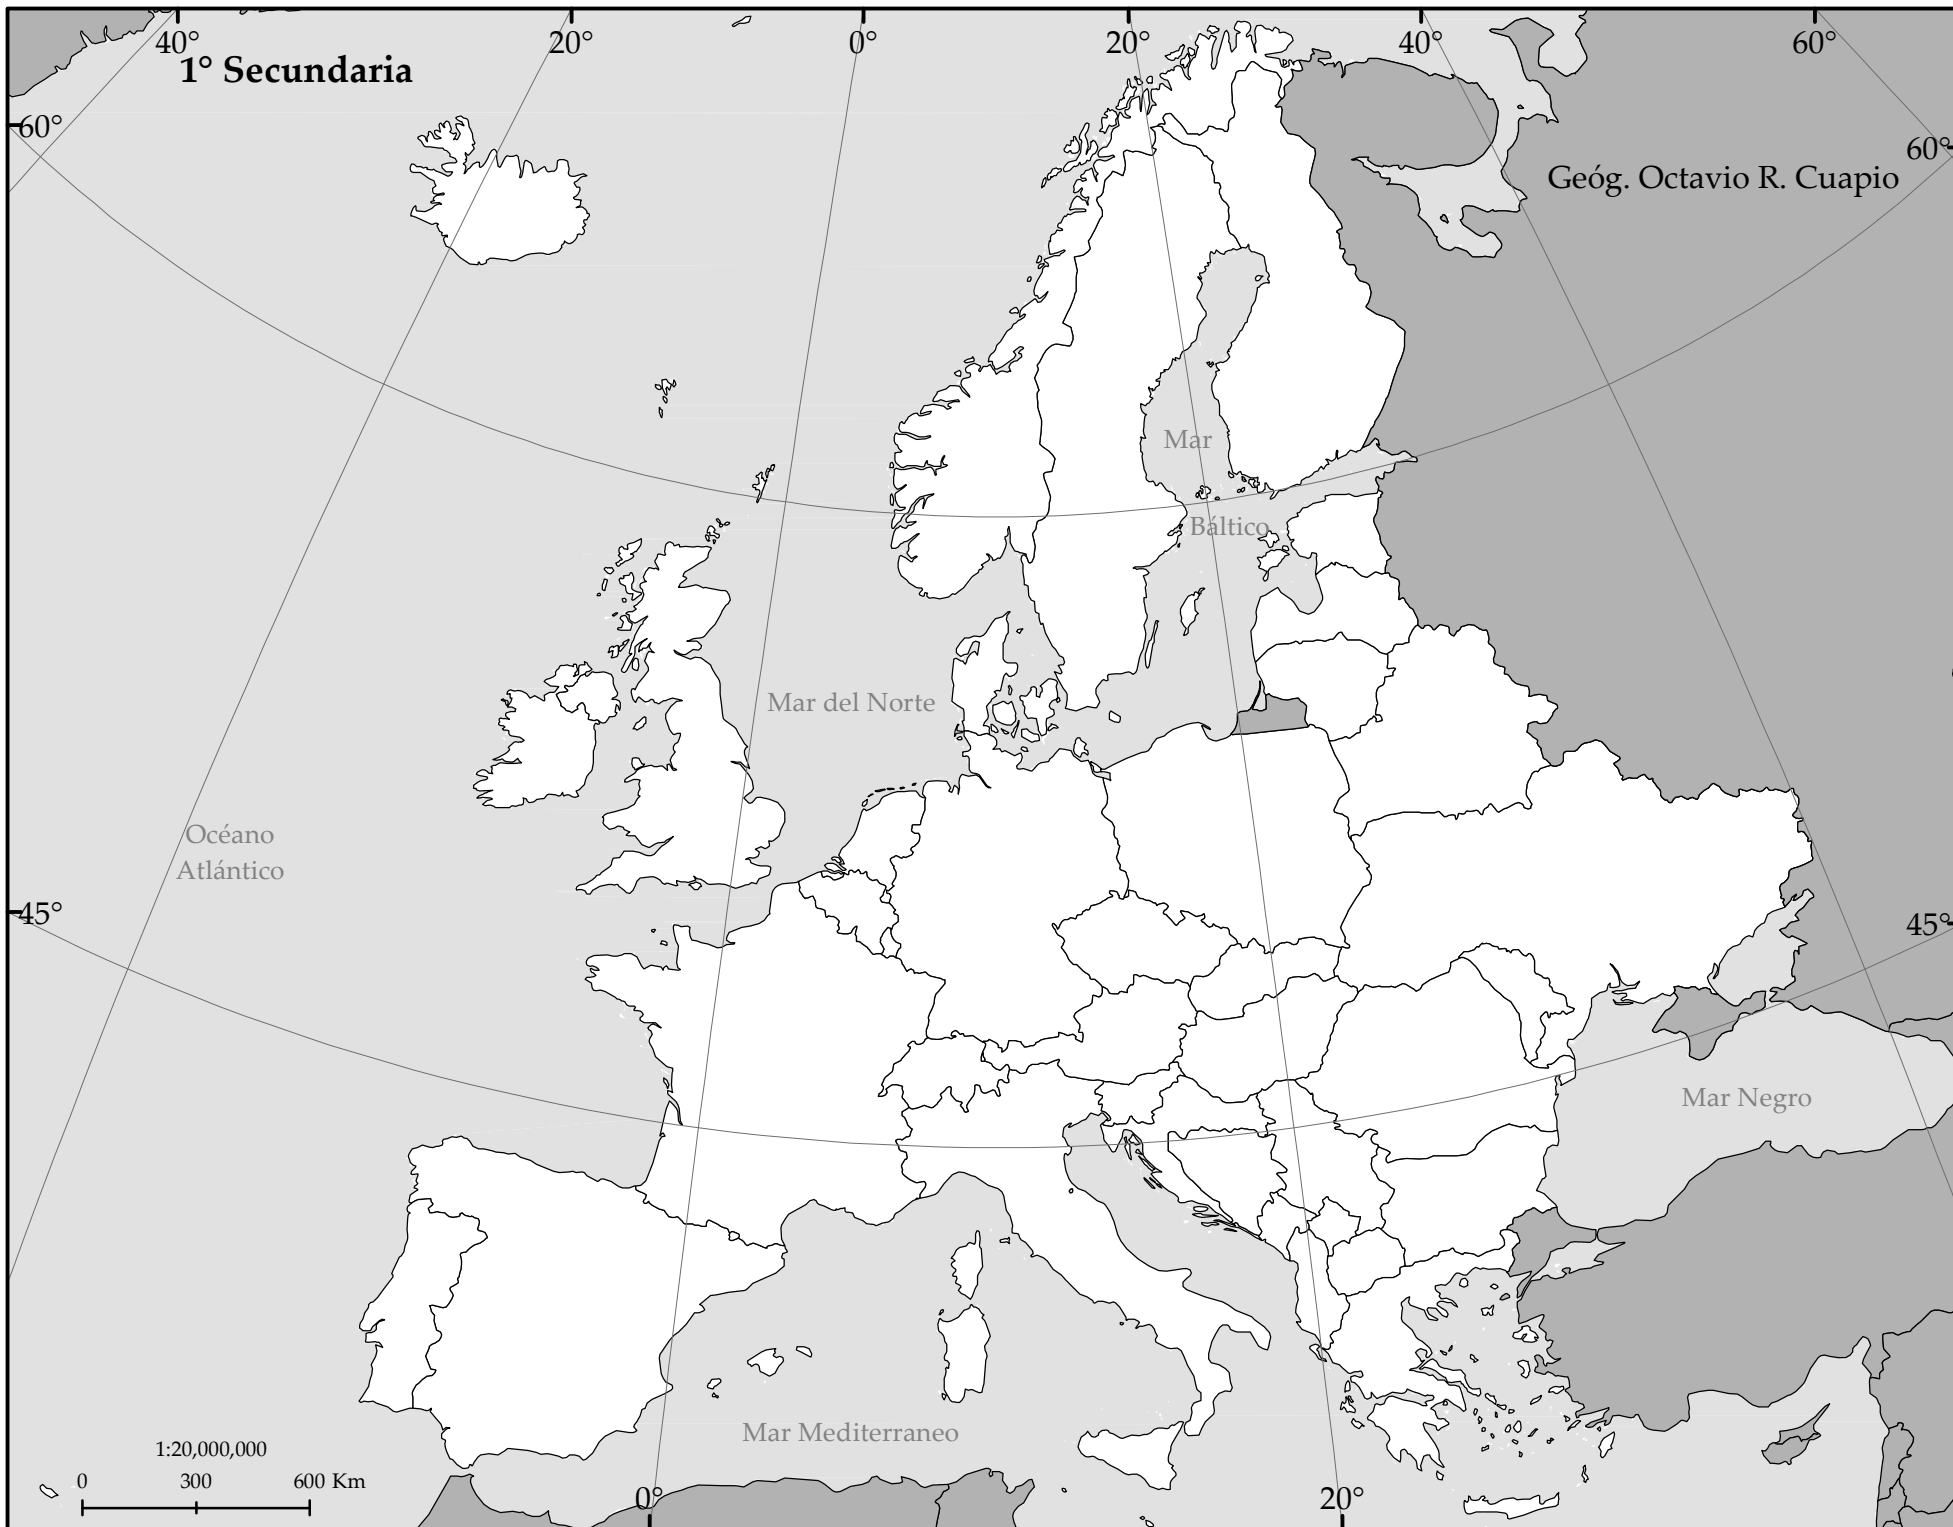 40°
20°
0°
20°
40°
60°
1° Secundaria
60°
60°
Geóg. Octavio R. Cuapio
Mar
Báltico
Mar del Norte
Océano
Atlántico
45°
45°
Mar Negro
Mar Mediterraneo
1:20,000,000
0 300 600 Km
0°
20°